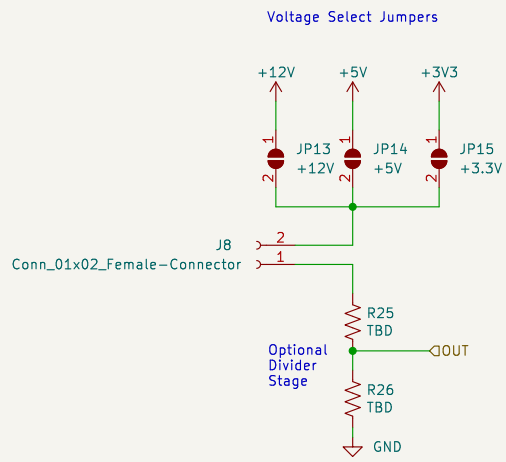 Voltage Select Jumpers
+12V
+5V
+3V3
1
1
1
JP13
+12V
JP14
+5V
JP15
+3.3V
2
2
2
J8
2
Conn_01x02_Female-Connector
1
R25
TBD
Optional
Divider
Stage
OUT
R26
TBD
GND